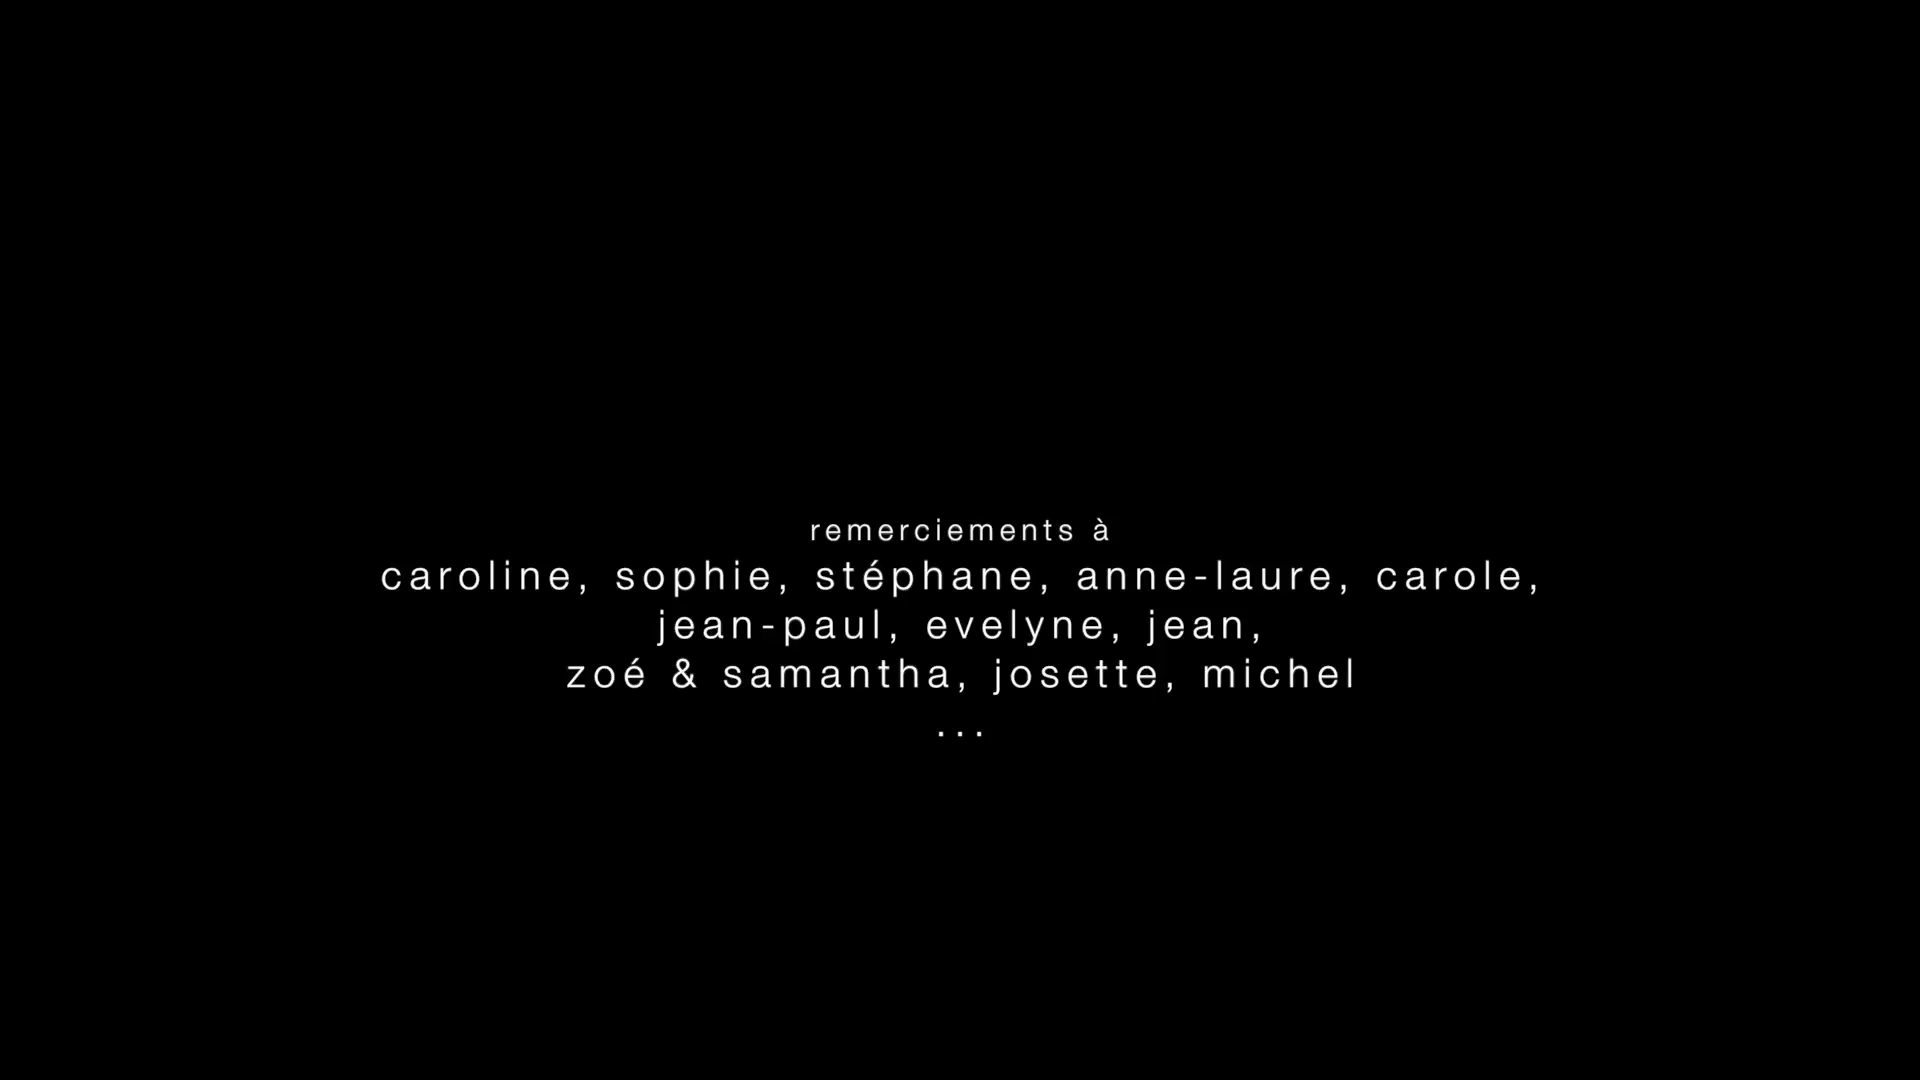 remerciements à
caroline, sophie, stéphane, anne-laure, carole,
jean-paul, evelyne, jean,
zoé & samantha, josette, michel
...